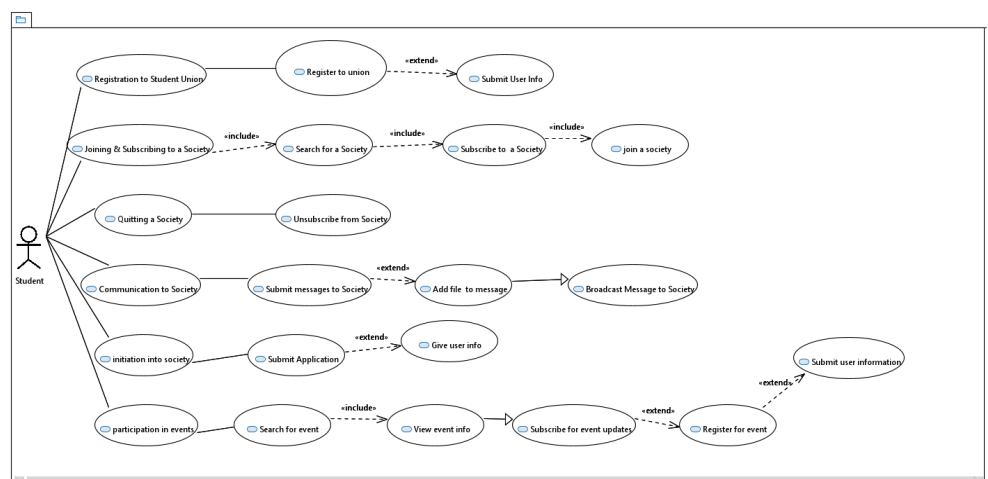 Registration to Student Union
Register to union
«extend»
Submit User Info
Joining & Subscribing to a Society
«include»
Search for a Society
«include»
Subscribe to a Society
«include»
join a society
Quitting a Society
Unsubscribe from Society
Student
Communication to Society
Submit messages to Society
«extend»
Add file to message
Broadcast Message to Society
initiation into society
Submit Application
«extend»
Give user info
participation in events
Search for event
«include»
View event info
Subscribe for event updates
«extend»
Register for event
«extend»
Submit user information